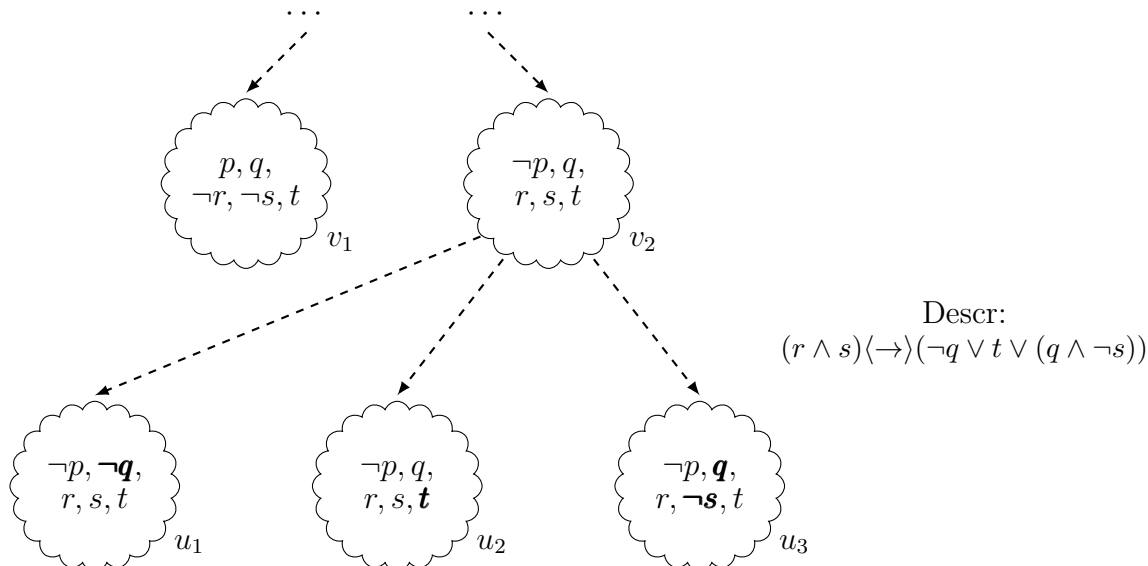 . . .
. . .
p, q,
¬r, ¬s, t
v₁
¬p, q,
r, s, t
v₂
Descr:
(r ∧ s)⟨→⟩(¬q ∨ t ∨ (q ∧ ¬s))
¬p, ¬q,
r, s, t
u₁
¬p, q,
r, s, t
u₂
¬p, q,
r, ¬s, t
u₃